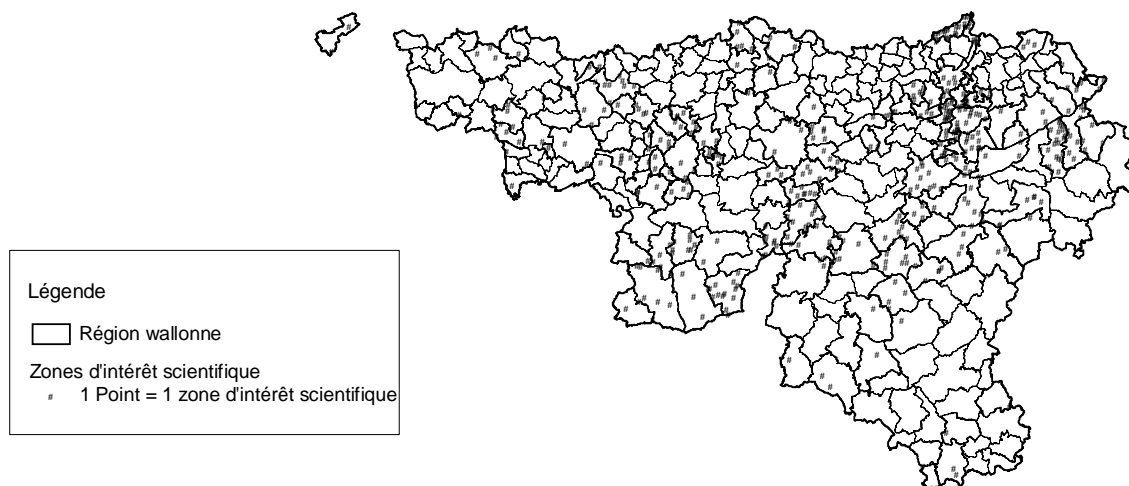 Légende
Région wallonne
Zones d'intérêt scientifique
# 1 Point = 1 zone d'intérêt scientifique